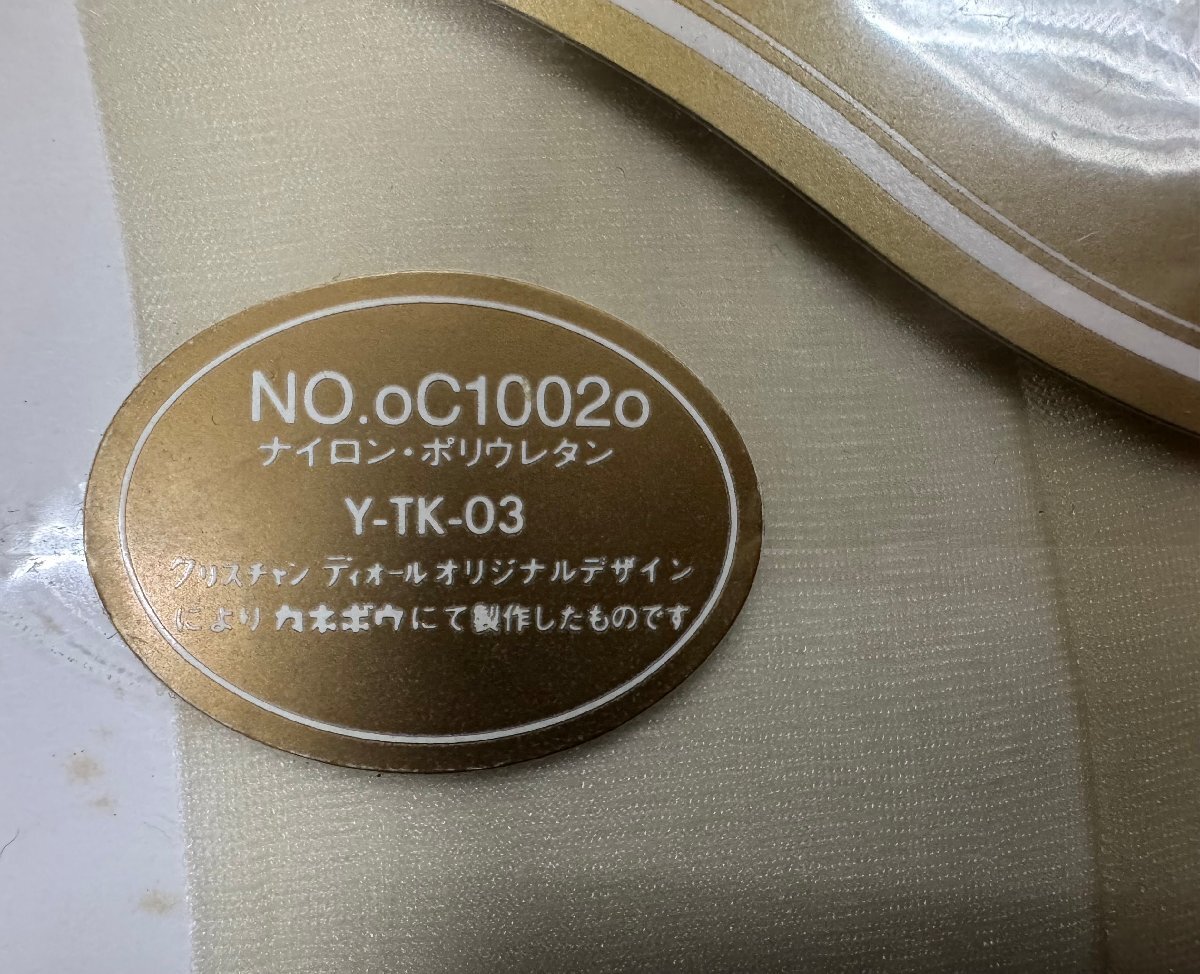 NO.oC1002o
ナイロン・ポリウレタン
Y-TK-03
クリスチャン ディオール オリジナルデザイン
により カネボウにて製作したものです